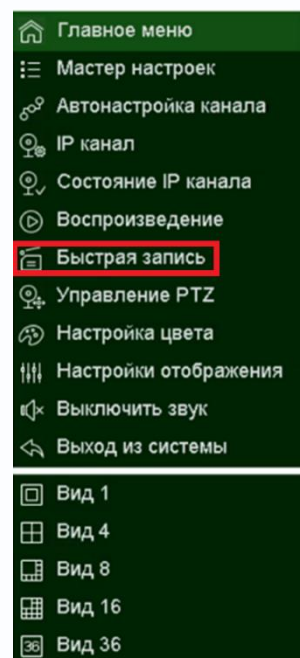 Главное меню
Мастер настроек
Автонастройка канала
IP канал
Состояние IP канала
Воспроизведение
Быстрая запись
Управление PTZ
Настройка цвета
Настройки отображения
Выключить звук
Выход из системы
Вид 1
Вид 4
Вид 8
Вид 16
36 Вид 36